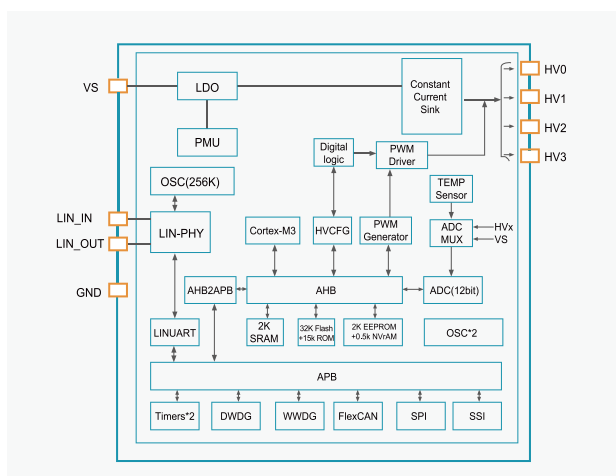 VS
LDO
Constant
Current
Sink
HV0
HV1
HV2
HV3
PMU
Digital
logic
PWM
Driver
OSC(256K)
TEMP
Sensor
LIN_IN
LIN_OUT
LIN-PHY
Cortex-M3
HVCFG
PWM
Generator
ADC
MUX
HVx
VS
GND
AHB2APB
AHB
ADC(12bit)
LINUART
2K
SRAM
32K Flash
+15k ROM
2K EEPROM
+0.5k NVrAM
OSC*2
APB
Timers*2
DWDG
WWDG
FlexCAN
SPI
SSI